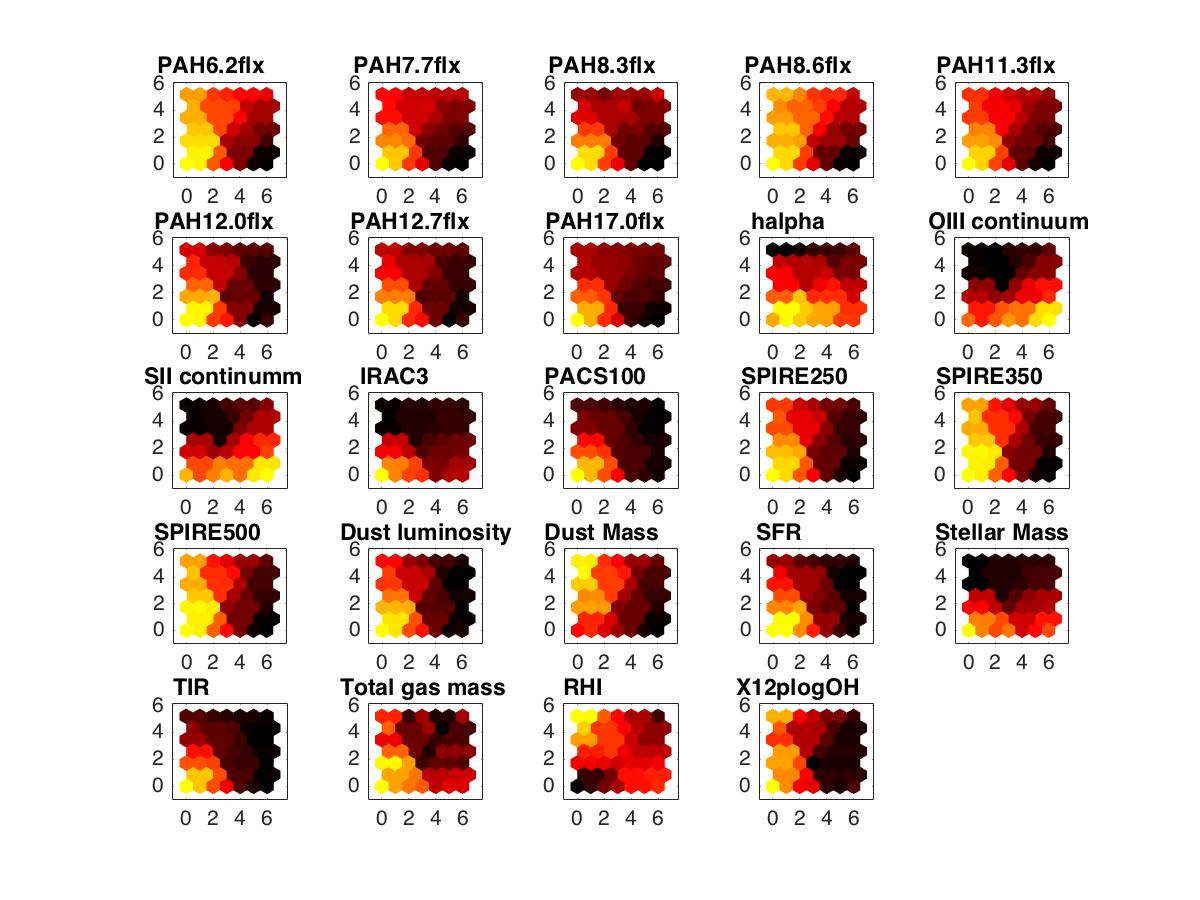 PAH6.2flx PAH7.7flx PAH8.3flx PAH8.6flx PAH11.3flx
6 6 6 6 6
4 4 4 4 4
2 2 2 2 2
0 0 0 0 0
0 2 4 6 0 2 4 6 0 2 4 6 0 2 4 6 0 2 4 6
PAH12.0flx PAH12.7flx PAH17.0flx halpha OIII continuum
6 6 6 6 6
4 4 4 4 4
2 2 2 2 2
0 0 0 0 0
0 2 4 6 0 2 4 6 0 2 4 6 0 2 4 6 0 2 4 6
SII continumm IRAC3 PACS100 SPIRE250 SPIRE350
6 6 6 6 6
4 4 4 4 4
2 2 2 2 2
0 0 0 0 0
0 2 4 6 0 2 4 6 0 2 4 6 0 2 4 6 0 2 4 6
SPIRE500 Dust luminosity Dust Mass SFR Stellar Mass
6 6 6 6 6
4 4 4 4 4
2 2 2 2 2
0 0 0 0 0
0 2 4 6 0 2 4 6 0 2 4 6 0 2 4 6 0 2 4 6
TIR Total gas mass RHI X12plogOH
6 6 6 6
4 4 4 4
2 2 2 2
0 0 0 0
0 2 4 6 0 2 4 6 0 2 4 6 0 2 4 6